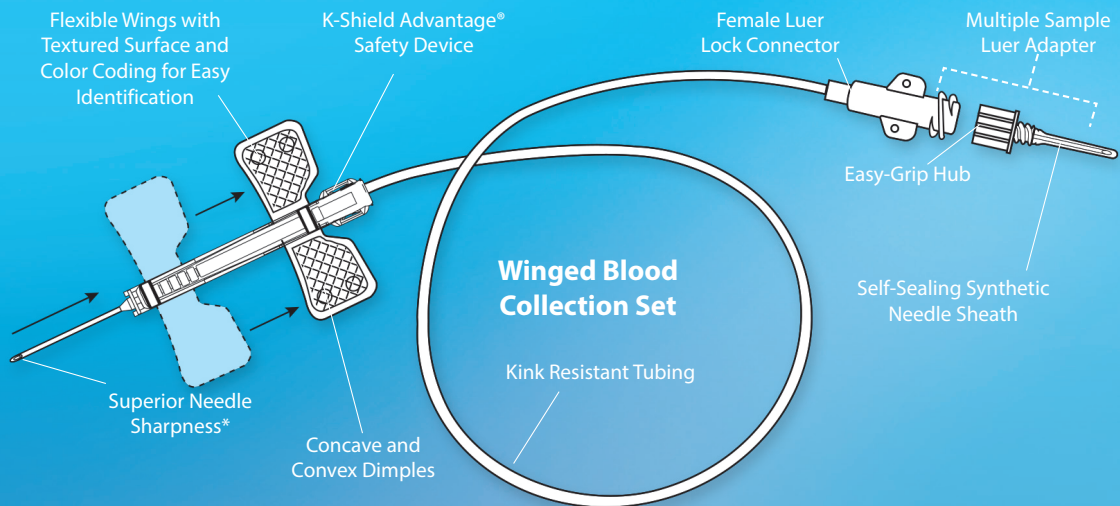 Flexible Wings with
Textured Surface and
Color Coding for Easy
Identification
K-Shield Advantage®
Safety Device
Female Luer
Lock Connector
Multiple Sample
Luer Adapter
Easy-Grip Hub
Winged Blood
Collection Set
Self-Sealing Synthetic
Needle Sheath
Kink Resistant Tubing
Superior Needle
Sharpness*
Concave and
Convex Dimples